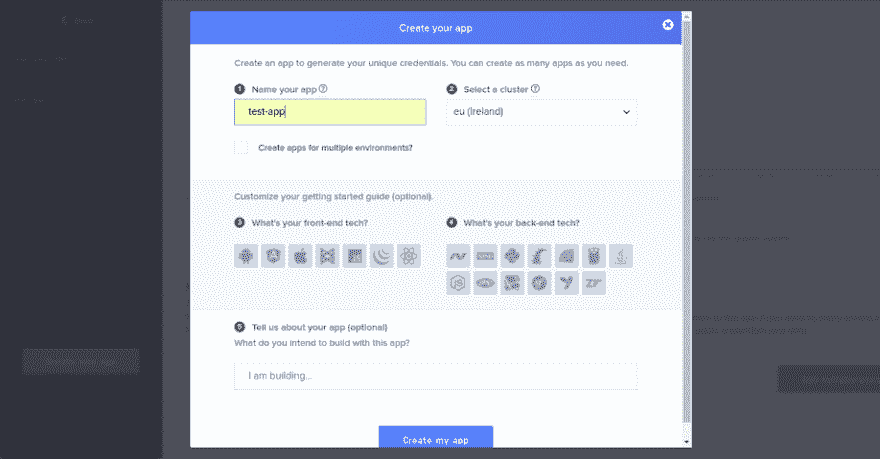 Create your app
Create an app to generate your unique credentials. You can create as many apps as you need.
1 Name your app ?
2 Select a cluster ?
test-app
eu (Ireland)
Create apps for multiple environments?
Customize your getting started guide (optional).
3 What's your front-end tech?
4 What's your back-end tech?
5 Tell us about your app (optional)
What do you intend to build with this app?
I am building...
Create my app